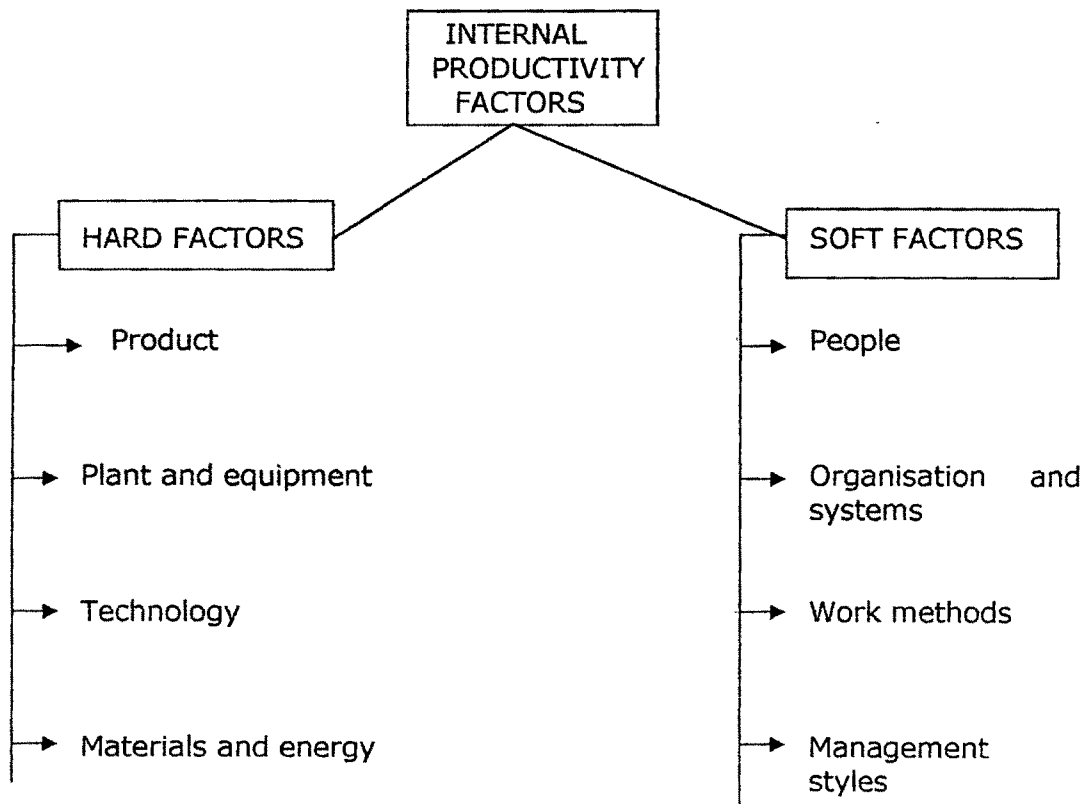 INTERNAL
PRODUCTIVITY
FACTORS
HARD FACTORS
Product
Plant and equipment
Technology
Materials and energy
SOFT FACTORS
People
Organisation and
systems
Work methods
Management
styles